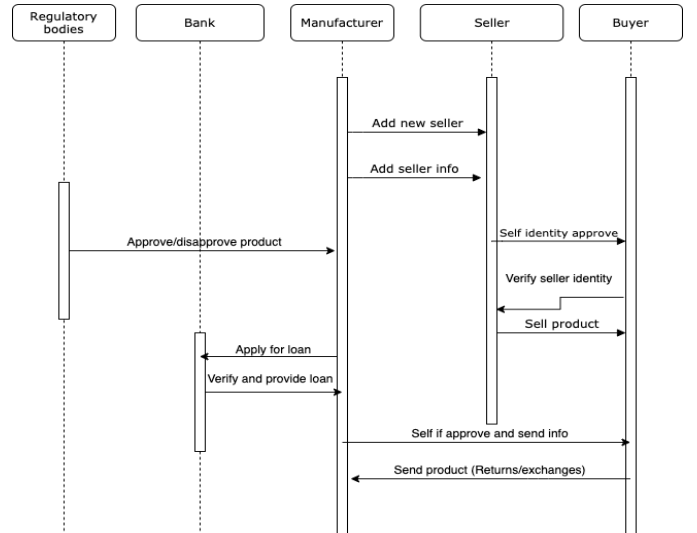 Regulatory
bodies
Bank
Manufacturer
Seller
Buyer
Add new seller
Add seller info
Self identity approve
Approve/disapprove product
Verify seller identity
Sell product
Apply for loan
Verify and provide loan
Self if approve and send info
Send product (Returns/exchanges)